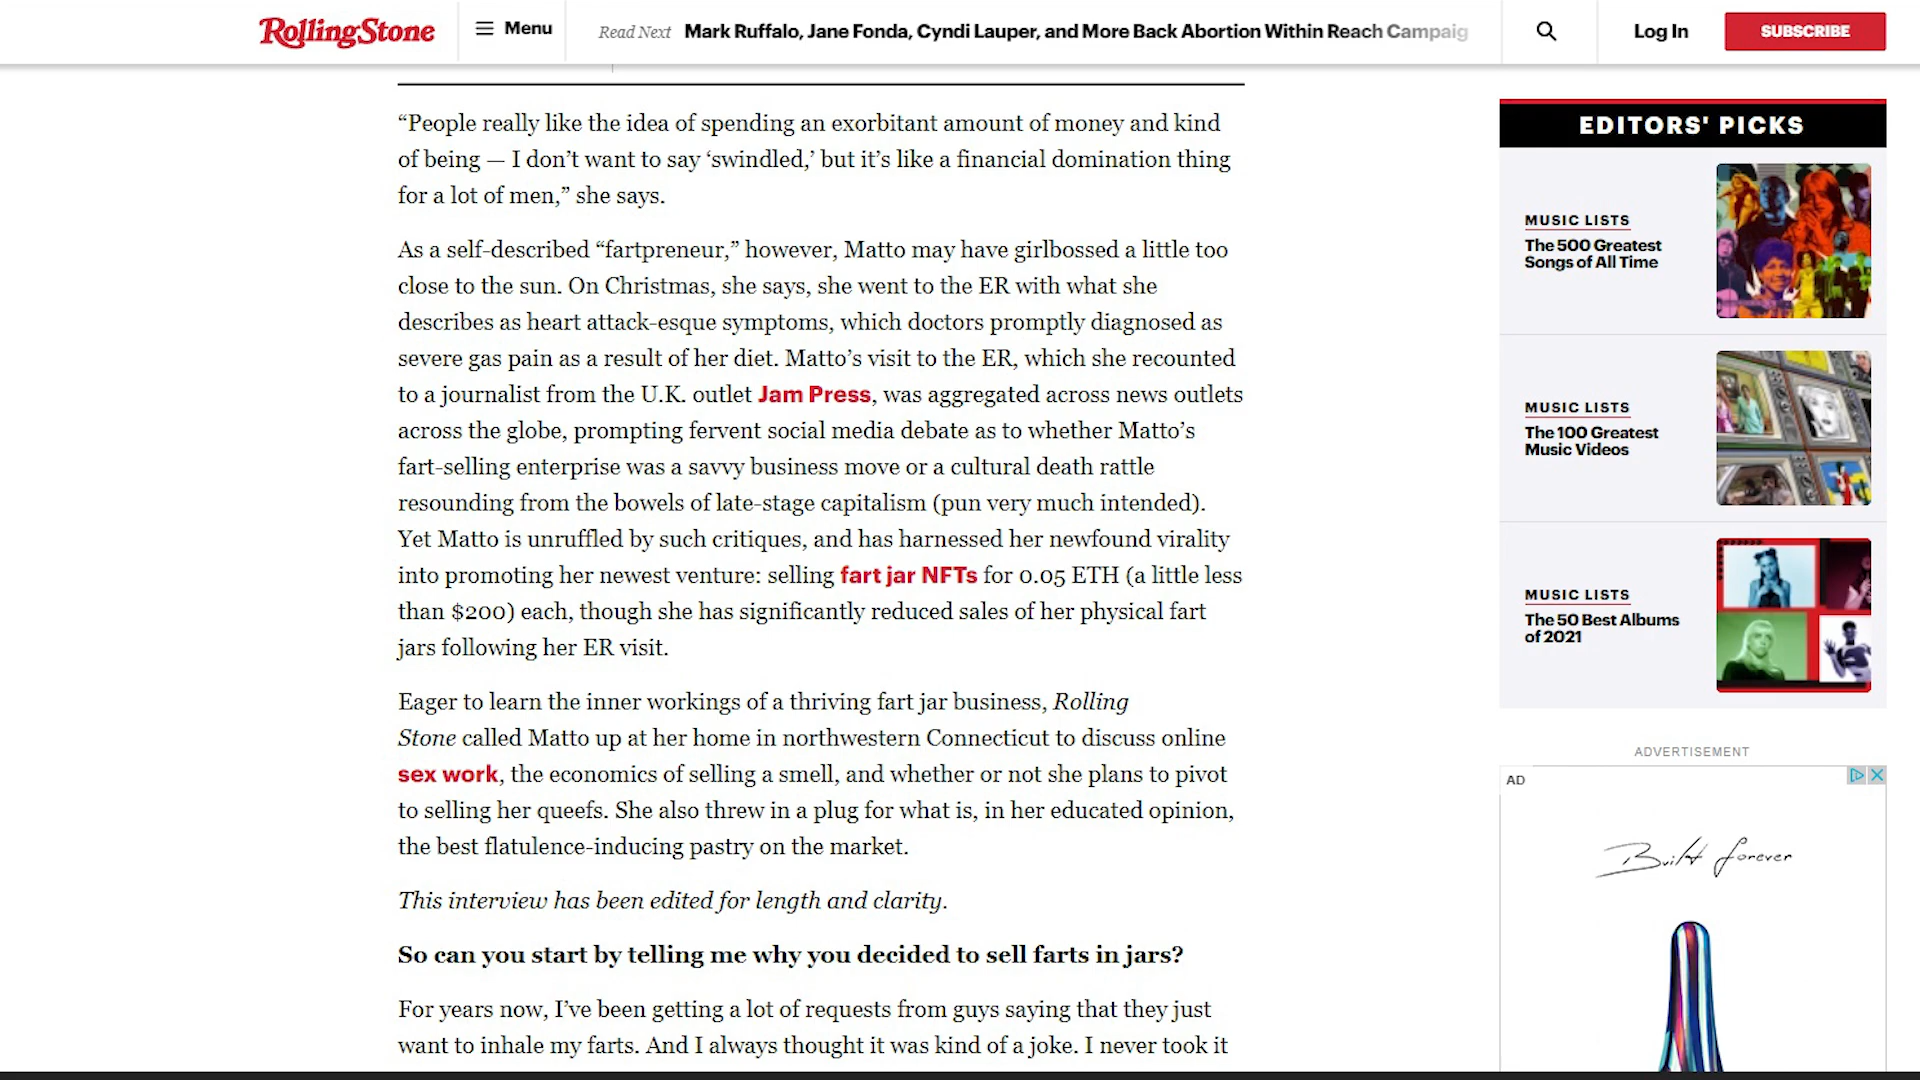 RollingStone
Menu
Read Next Mark Ruffalo, Jane Fonda, Cyndi Lauper, and More Back Abortion Within Reach Campaig
Log In
SUBSCRIBE
“People really like the idea of spending an exorbitant amount of money and kind
of being — I don’t want to say ‘swindled,’ but it’s like a financial domination thing
for a lot of men,” she says.
As a self-described “fartpreneur,” however, Matto may have girlbossed a little too
close to the sun. On Christmas, she says, she went to the ER with what she
describes as heart attack-esque symptoms, which doctors promptly diagnosed as
severe gas pain as a result of her diet. Matto’s visit to the ER, which she recounted
to a journalist from the U.K. outlet Jam Press, was aggregated across news outlets
across the globe, prompting fervent social media debate as to whether Matto’s
fart-selling enterprise was a savvy business move or a cultural death rattle
resounding from the bowels of late-stage capitalism (pun very much intended).
Yet Matto is unruffled by such critiques, and has harnessed her newfound virality
into promoting her newest venture: selling fart jar NFTs for 0.05 ETH (a little less
than $200) each, though she has significantly reduced sales of her physical fart
jars following her ER visit.
Eager to learn the inner workings of a thriving fart jar business, Rolling
Stone called Matto up at her home in northwestern Connecticut to discuss online
sex work, the economics of selling a smell, and whether or not she plans to pivot
to selling her queefs. She also threw in a plug for what is, in her educated opinion,
the best flatulence-inducing pastry on the market.
This interview has been edited for length and clarity.
So can you start by telling me why you decided to sell farts in jars?
For years now, I’ve been getting a lot of requests from guys saying that they just
want to inhale my farts. And I always thought it was kind of a joke. I never took it
EDITORS' PICKS
MUSIC LISTS
The 500 Greatest
Songs of All Time
MUSIC LISTS
The 100 Greatest
Music Videos
MUSIC LISTS
The 50 Best Albums
of 2021
ADVERTISEMENT
AD
Built forever